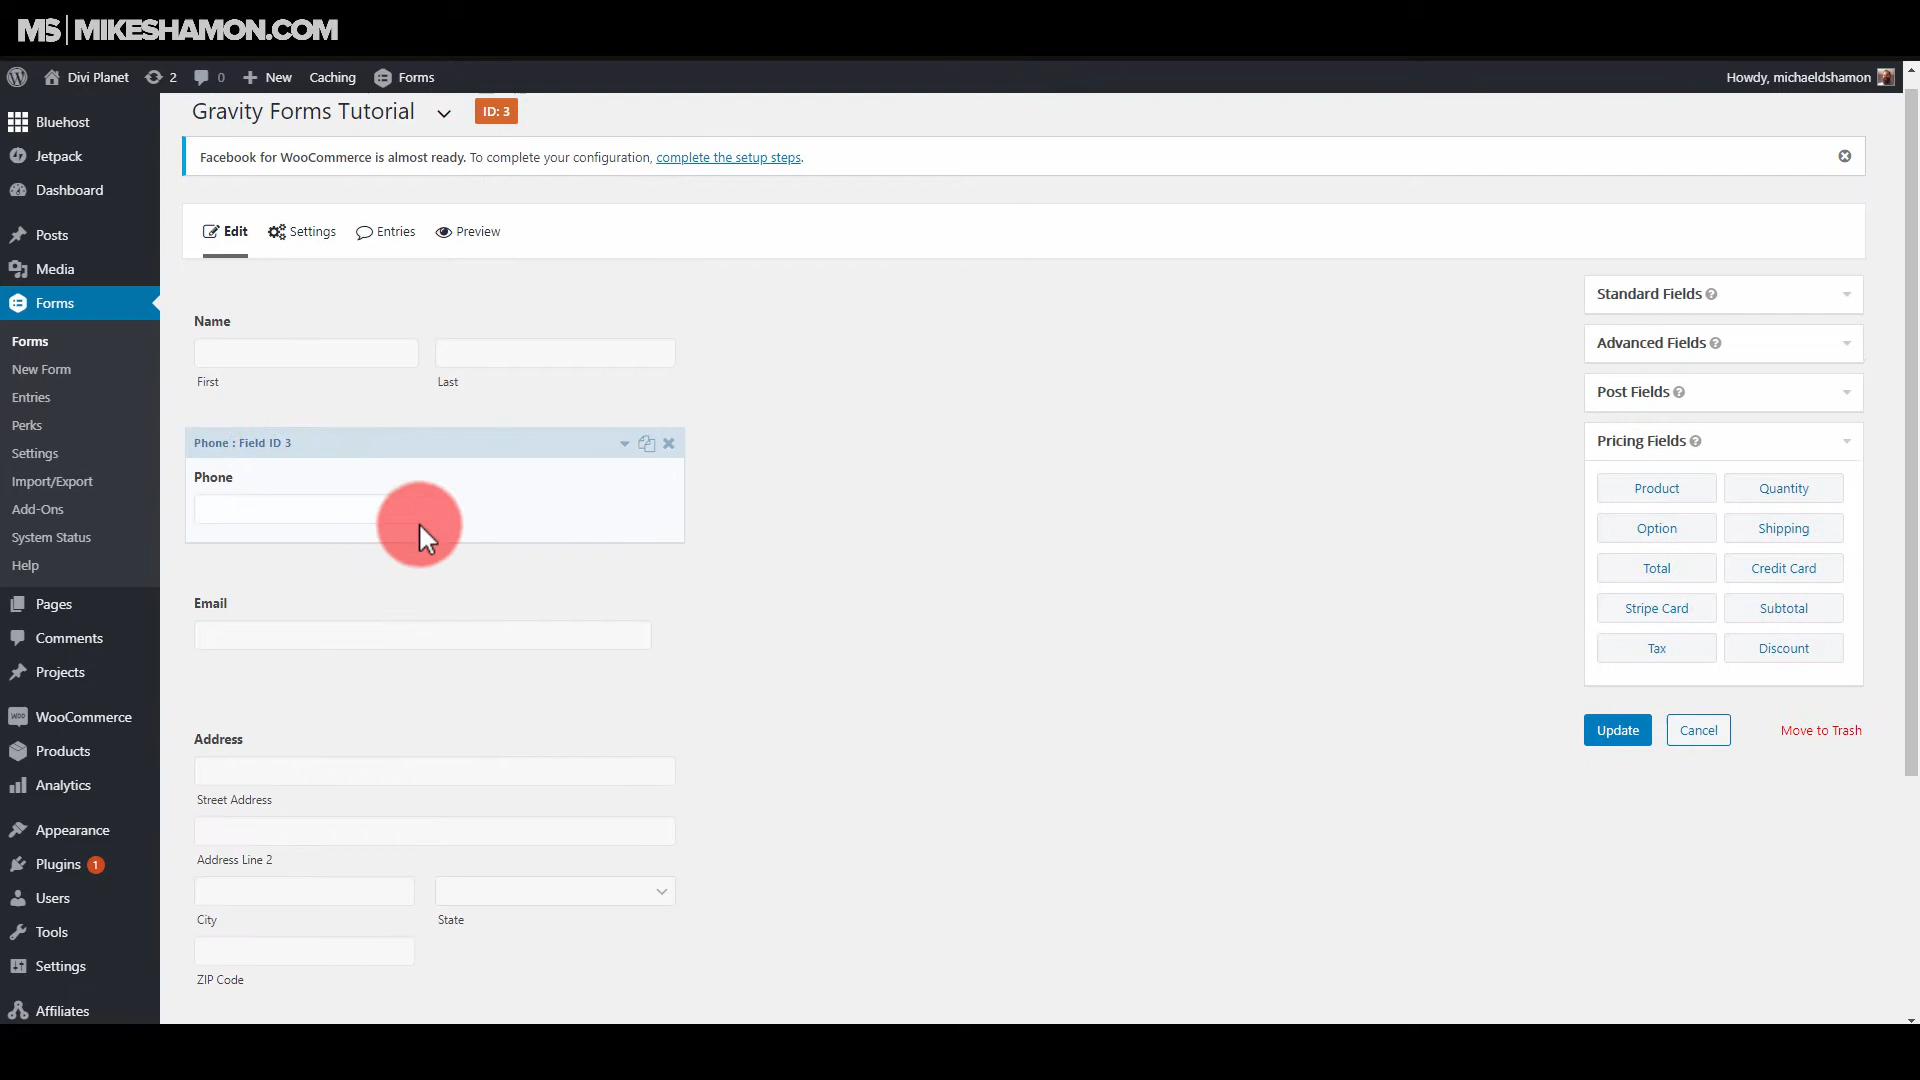 MS | MIKESHAMON.COM
Divi Planet 2 0 New Caching Forms Howdy, michaeldshamon
Bluehost
Jetpack
Dashboard
Posts
Media
Forms
Forms
New Form
Entries
Perks
Settings
Import/Export
Add-Ons
System Status
Help
Pages
Comments
Projects
WooCommerce
Products
Analytics
Appearance
Plugins 1
Users
Tools
Settings
Affiliates
Gravity Forms Tutorial ID: 3
Facebook for WooCommerce is almost ready. To complete your configuration, complete the setup steps.
Edit Settings Entries Preview
Name
First Last
Phone : Field ID 3
Phone
Email
Address
Street Address
Address Line 2
City State
ZIP Code
Standard Fields ?
Advanced Fields ?
Post Fields ?
Pricing Fields ?
Product Quantity
Option Shipping
Total Credit Card
Stripe Card Subtotal
Tax Discount
Update Cancel Move to Trash